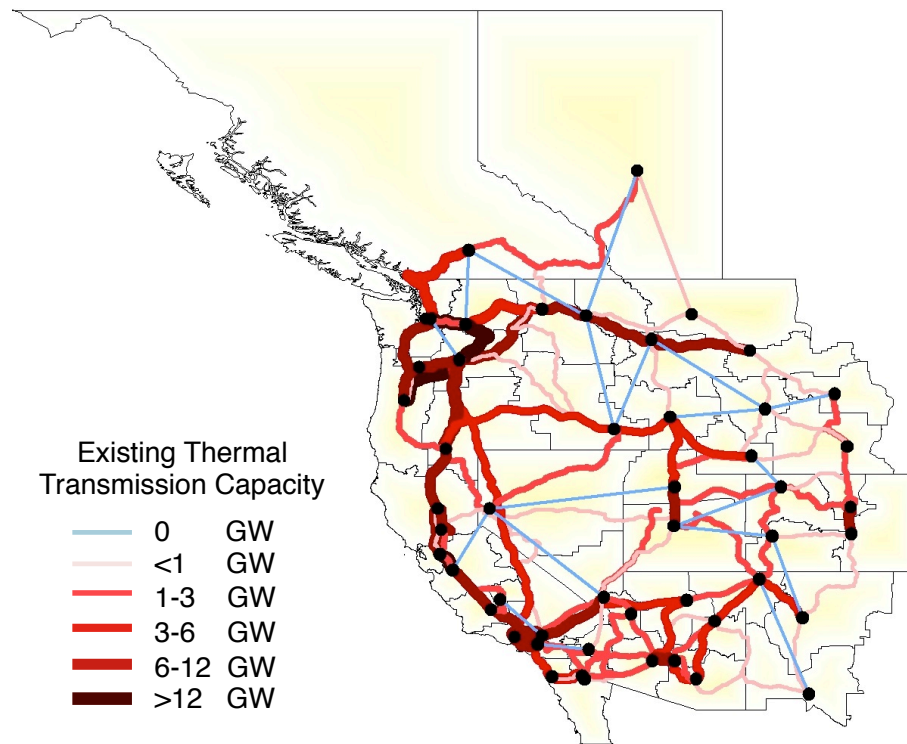 Existing Thermal
Transmission Capacity
0 GW
<1 GW
1-3 GW
3-6 GW
6-12 GW
>12 GW